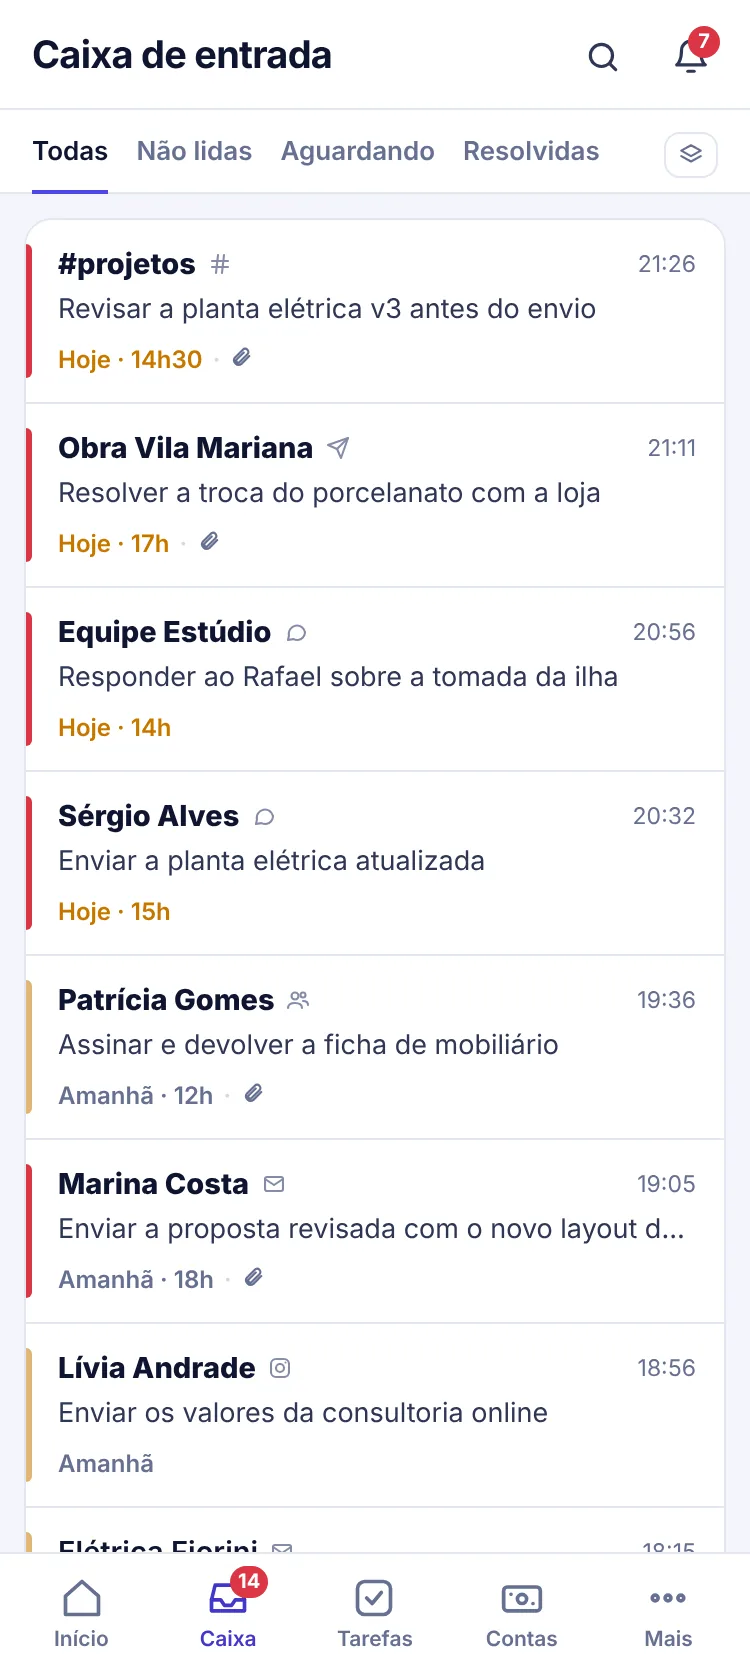 Caixa de entrada
7
Todas Não lidas Aguardando Resolvidas
#projetos # 21:26
Revisar a planta elétrica v3 antes do envio
Hoje · 14h30 ·
Obra Vila Mariana 21:11
Resolver a troca do porcelanato com a loja
Hoje · 17h ·
Equipe Estúdio 20:56
Responder ao Rafael sobre a tomada da ilha
Hoje · 14h
Sérgio Alves 20:32
Enviar a planta elétrica atualizada
Hoje · 15h
Patrícia Gomes 19:36
Assinar e devolver a ficha de mobiliário
Amanhã · 12h ·
Marina Costa 19:05
Enviar a proposta revisada com o novo layout d...
Amanhã · 18h ·
Lívia Andrade 18:56
Enviar os valores da consultoria online
Amanhã
Elétrica Fiorini 18:15
14
Início Caixa Tarefas Contas Mais